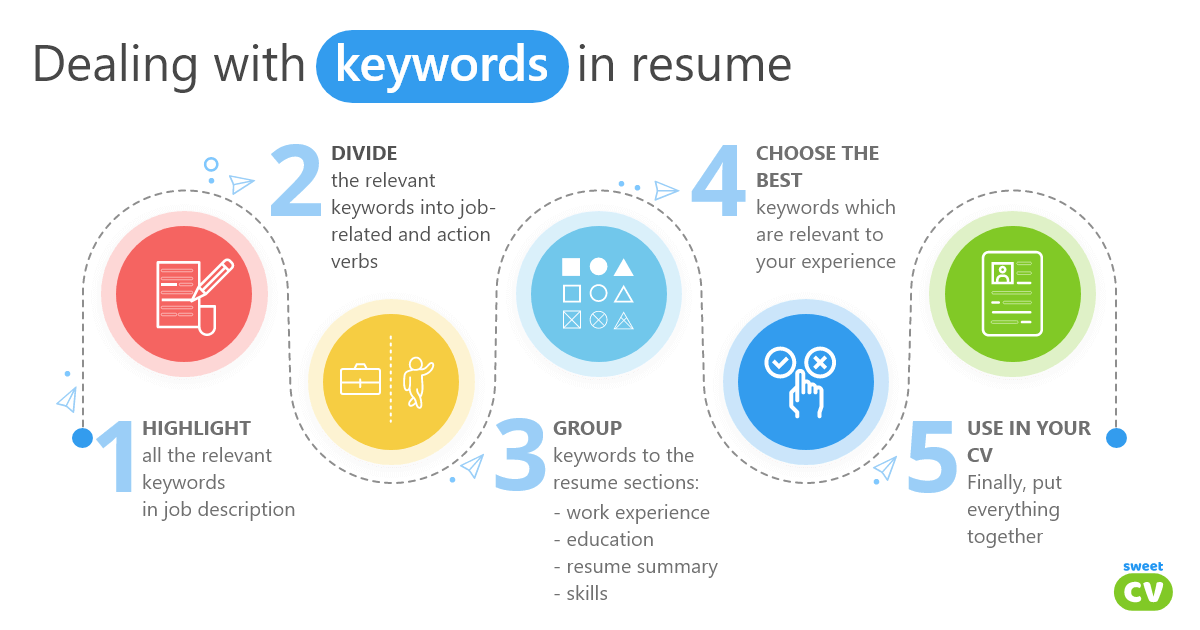 Dealing with keywords in resume
1
HIGHLIGHT
all the relevant
keywords
in job description
2
DIVIDE
the relevant
keywords into job-
related and action
verbs
3
GROUP
keywords to the
resume sections:
- work experience
- education
- resume summary
- skills
4
CHOOSE THE
BEST
keywords which
are relevant to
your experience
5
USE IN YOUR
CV
Finally, put
everything
together
sweet
CV